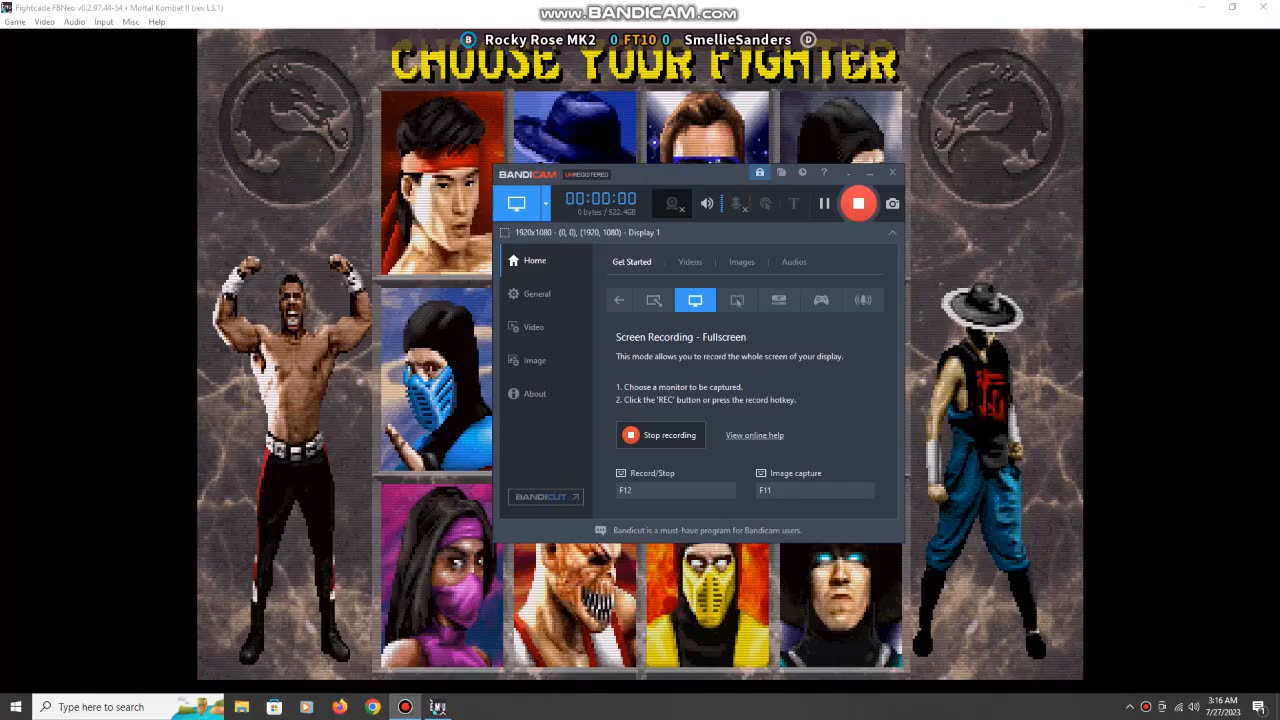 Fightcade FBNeo v0.2.97.44-54 • Mortal Kombat II (rev L3.1)
www.BANDICAM.com
Game Video Audio Input Misc Help
B Rocky Rose MK2 0 FT10 0 SmellieSanders D
CHOOSE YOUR FIGHTER
BANDICAM UNREGISTERED
00:00:00
0 bytes / 522.4GB
1920x1080 - (0, 0), (1920, 1080) - Display 1
Home
General
Video
Image
About
BANDICUT
Get Started Videos Images Audios
Screen Recording - Fullscreen
This mode allows you to record the whole screen of your display.
1. Choose a monitor to be captured.
2. Click the 'REC' button or press the record hotkey.
Stop recording View online help
Record/Stop Image capture
F12 F11
Bandicut is a must-have program for Bandicam users.
Type here to search
EMU
3:16 AM
7/27/2023
1